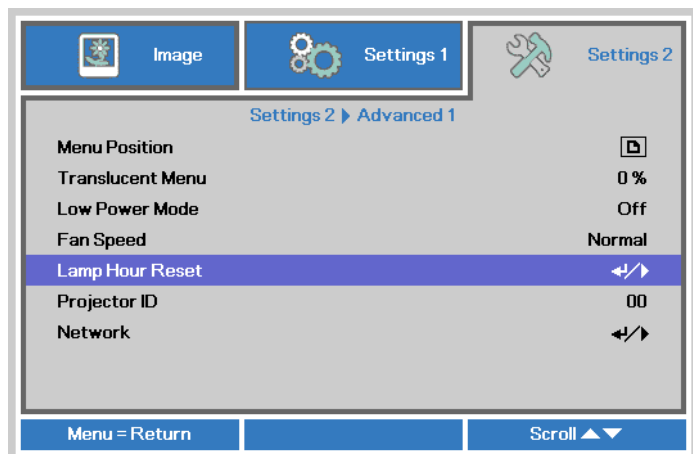 Image Settings 1 Settings 2
Settings 2 ▶ Advanced 1
Menu Position
Translucent Menu 0 %
Low Power Mode Off
Fan Speed Normal
Lamp Hour Reset ↵/▶
Projector ID 00
Network ↵/▶
Menu = Return Scroll ▲▼